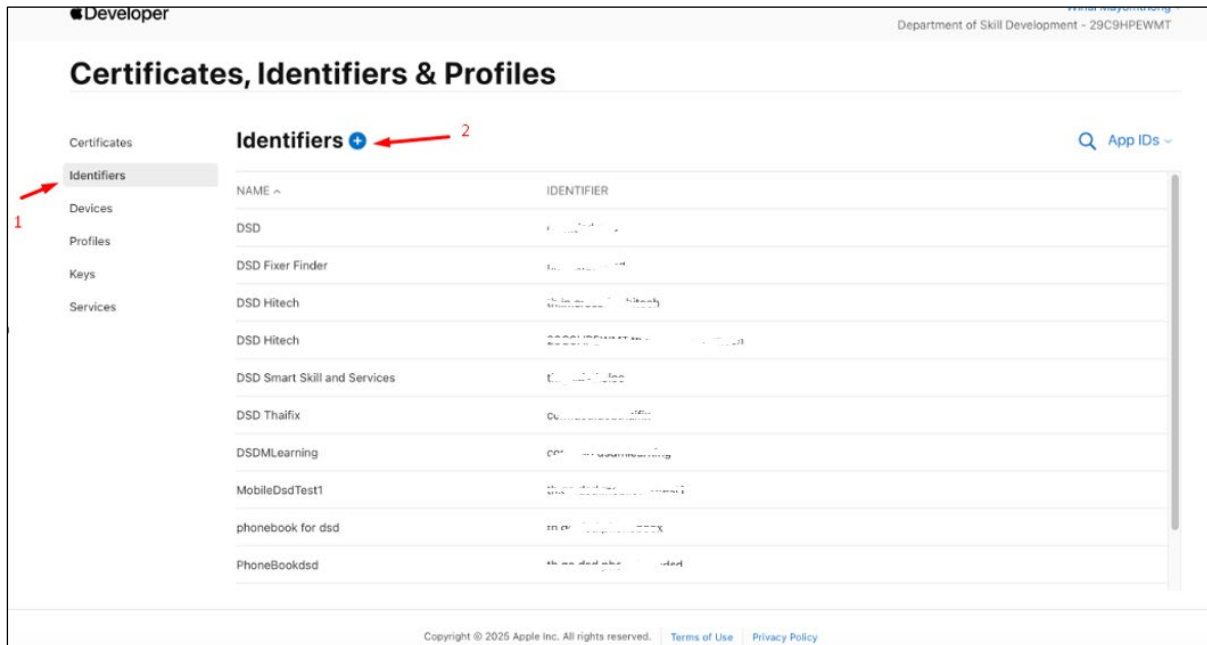 Developer
Department of Skill Development - 29C9HPEWMT
Certificates, Identifiers & Profiles
Certificates
Identifiers
Devices
Profiles
Keys
Services
1
Identifiers +
2
App IDs
NAME
IDENTIFIER
DSD
DSD Fixer Finder
DSD Hitech
DSD Hitech
DSD Smart Skill and Services
DSD Thaifix
DSDMLearning
MobileDsdTest1
phonebook for dsd
PhoneBookdsd
Copyright © 2025 Apple Inc. All rights reserved. Terms of Use Privacy Policy